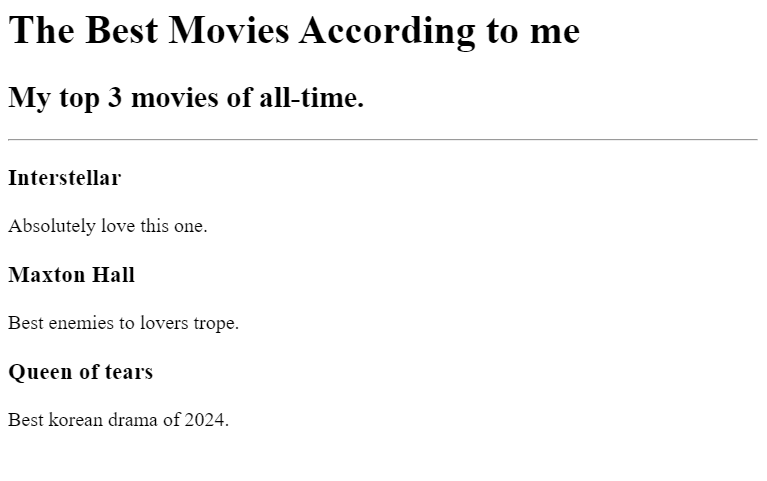 The Best Movies According to me
My top 3 movies of all-time.
Interstellar
Absolutely love this one.
Maxton Hall
Best enemies to lovers trope.
Queen of tears
Best korean drama of 2024.